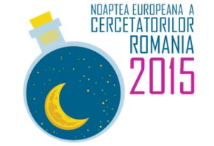 NOAPTEA EUROPEANA A
CERCETATORILOR
ROMANIA
2015